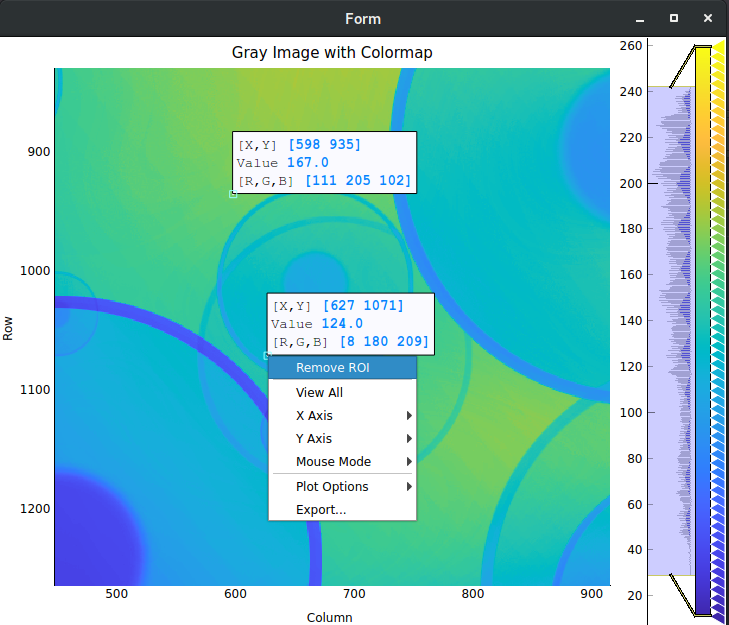 Form
Gray Image with Colormap
[X,Y] [598 935]
Value 167.0
[R,G,B] [111 205 102]
[X,Y] [627 1071]
Value 124.0
[R,G,B] [8 180 209]
Remove ROI
View All
X Axis
Y Axis
Mouse Mode
Plot Options
Export...
Row
900
1000
1100
1200
500
600
700
800
900
Column
260
240
220
200
180
160
140
120
100
80
60
40
20